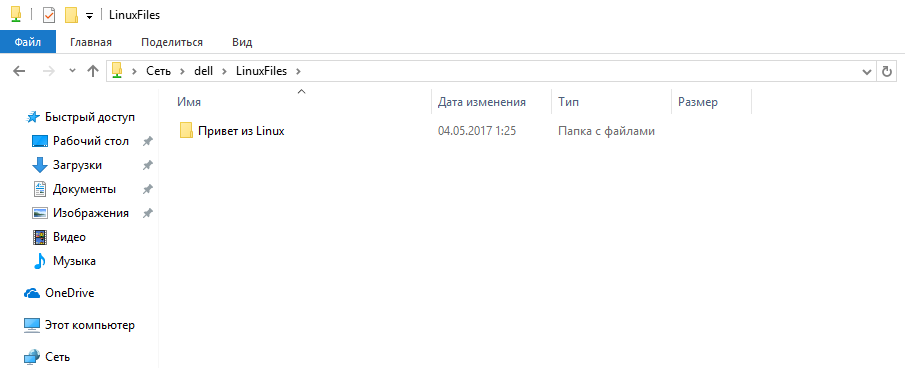 LinuxFiles
Файл Главная Поделиться Вид
Сеть dell LinuxFiles
Имя Дата изменения Тип Размер
Привет из Linux 04.05.2017 1:25 Папка с файлами
Быстрый доступ
Рабочий стол
Загрузки
Документы
Изображения
Видео
Музыка
OneDrive
Этот компьютер
Сеть